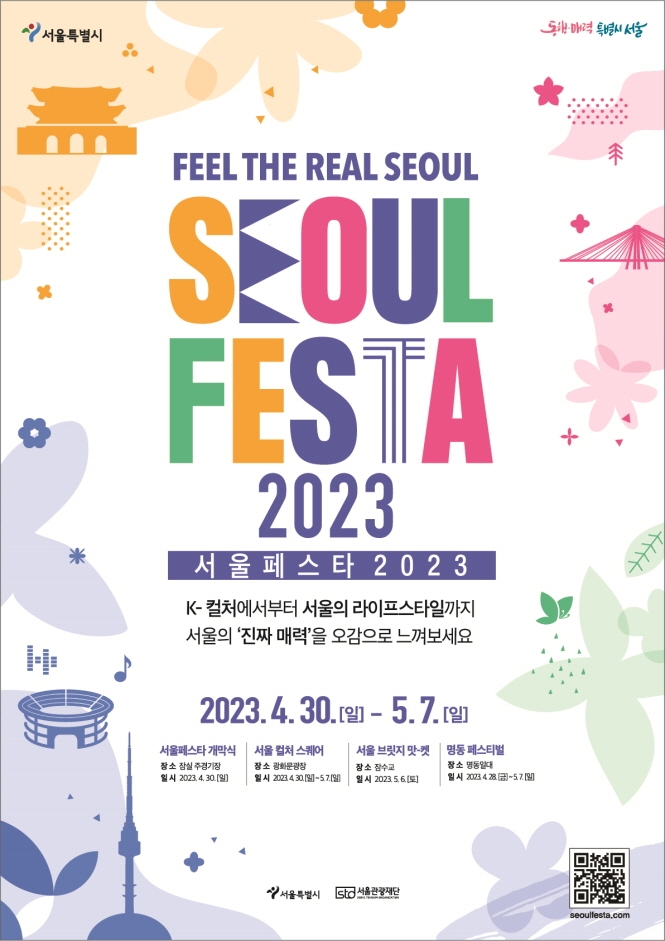 서울특별시
동행·매력 특별시 서울
FEEL THE REAL SEOUL
SEOUL
FESTA
2023
서울페스타 2023
K- 컬처에서부터 서울의 라이프스타일까지
서울의 ‘진짜 매력’을 오감으로 느껴보세요
2023. 4. 30. [일] – 5. 7. [일]
서울페스타 개막식
장 소 잠실 주경기장
일 시 2023. 4. 30. [일]
서울 컬처 스퀘어
장 소 광화문광장
일 시 2023. 4.30.[일] ~ 5.7.[일]
서울 브릿지 맛-켓
장 소 잠수교
일 시 2023. 5. 6. [토]
명동 페스티벌
장 소 명동일대
일 시 2023. 4.28.[금] ~ 5.7.[일]
서울특별시
sto 서울관광재단
SEOUL TOURISM ORGANIZATION
seoulfesta.com